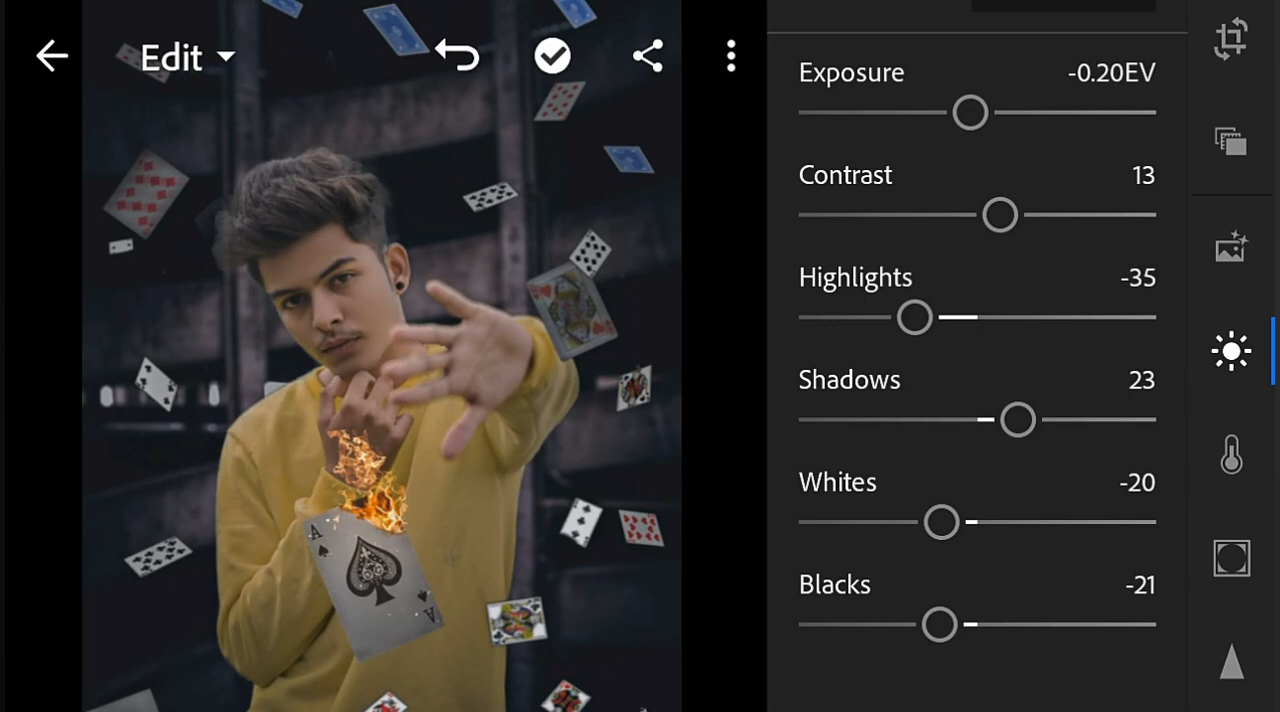 Edit
Exposure -0.20EV
Contrast 13
Highlights -35
Shadows 23
Whites -20
Blacks -21
A
A